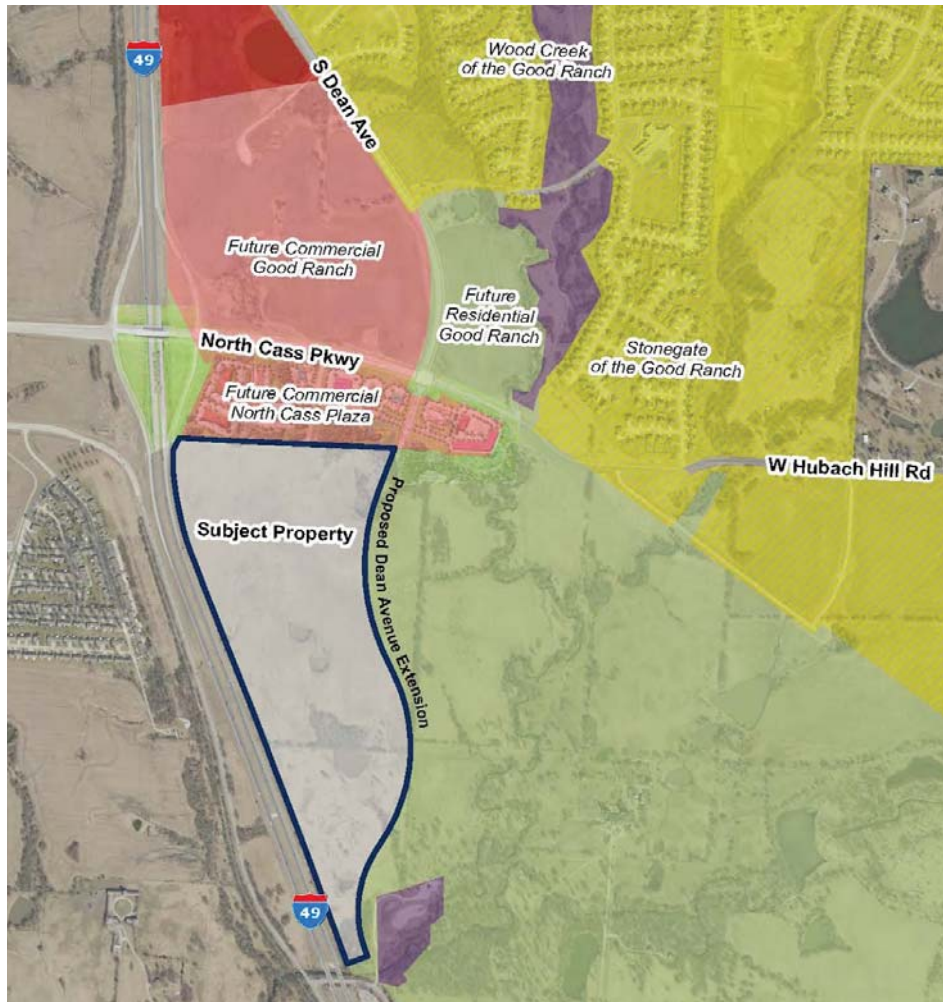 49
S Dean Ave
Wood Creek
of the Good Ranch
Future Commercial
Good Ranch
Future
Residential
Good Ranch
North Cass Pkwy
Stonegate
of the Good Ranch
Future Commercial
North Cass Plaza
W Hubach Hill Rd
Subject Property
Proposed Dean Avenue Extension
49